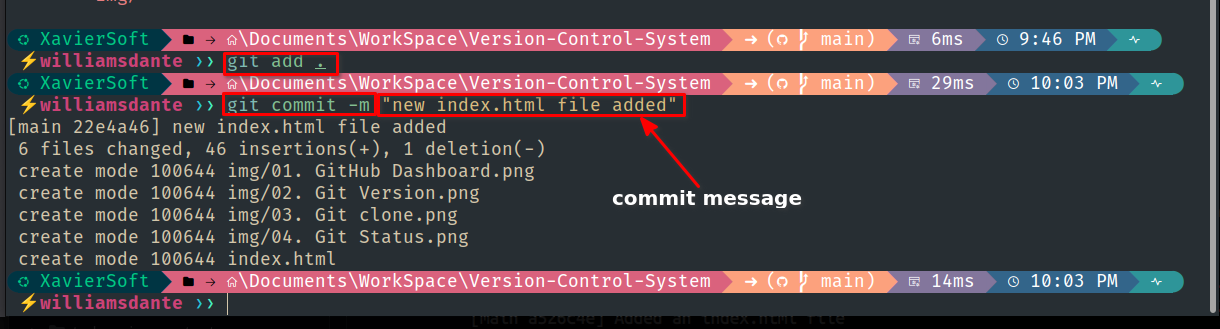 XavierSoft → \Documents\WorkSpace\Version-Control-System → ( main) 6ms 9:46 PM
⚡williamsdante ❯❯ git add .
XavierSoft → \Documents\WorkSpace\Version-Control-System → ( main) 29ms 10:03 PM
⚡williamsdante ❯❯ git commit -m "new index.html file added"
[main 22e4a46] new index.html file added
6 files changed, 46 insertions(+), 1 deletion(-)
create mode 100644 img/01. GitHub Dashboard.png
create mode 100644 img/02. Git Version.png
commit message
create mode 100644 img/03. Git clone.png
create mode 100644 img/04. Git Status.png
create mode 100644 index.html
XavierSoft → \Documents\WorkSpace\Version-Control-System → ( main) 14ms 10:03 PM
⚡williamsdante ❯❯